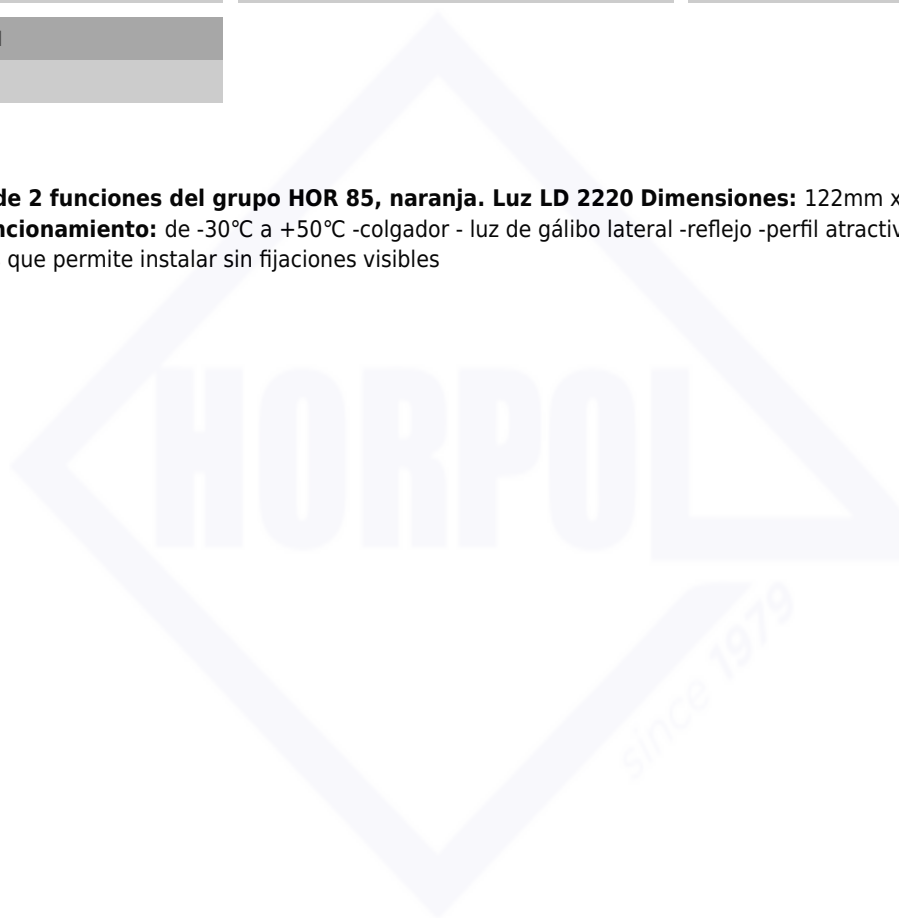 de 2 funciones del grupo HOR 85, naranja. Luz LD 2220 Dimensiones: 122mm x
ncionamiento: de -30℃ a +50℃ -colgador - luz de gálibo lateral -reflejo -perfil atractiv
que permite instalar sin fijaciones visibles
HORPOL
since 1979